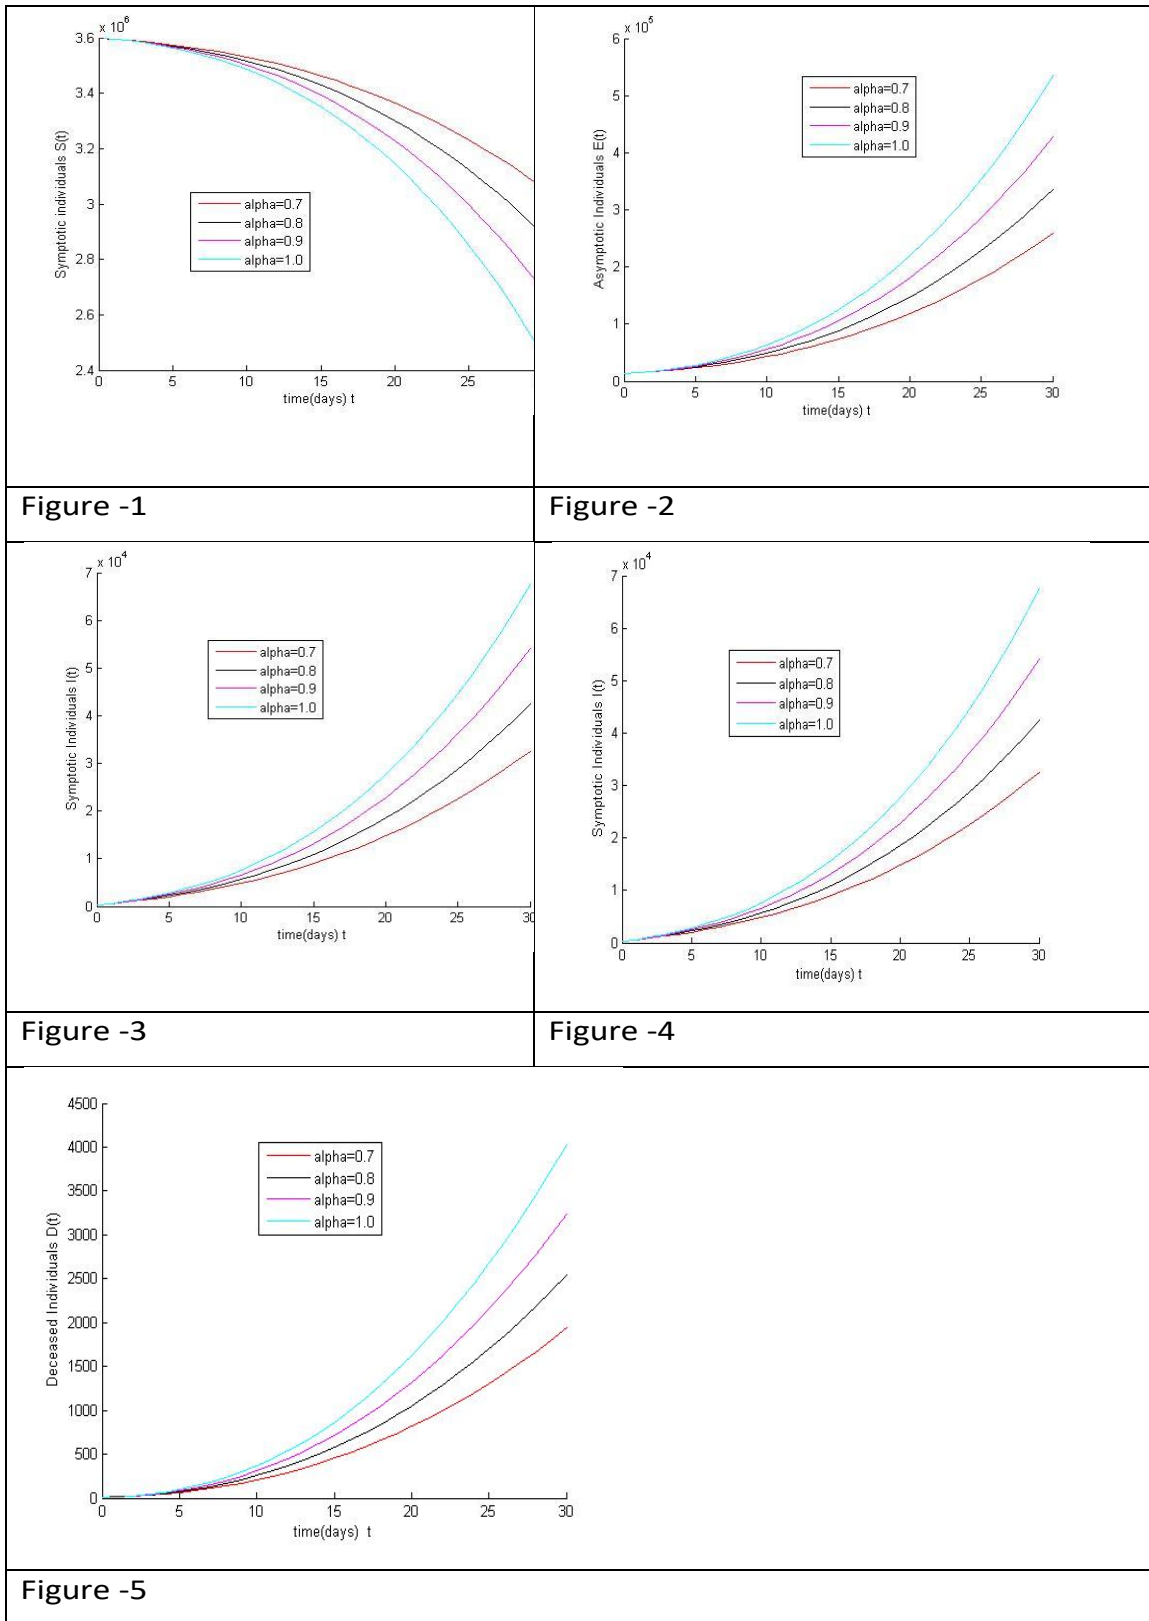 x 10^6
3.6
3.4
3.2
3
2.8
2.6
2.4
Symptotic individuals S(t)
alpha=0.7
alpha=0.8
alpha=0.9
alpha=1.0
0 5 10 15 20 25
time(days) t
Figure -1
x 10^5
6
5
4
3
2
1
0
Asymptotic Individuals E(t)
alpha=0.7
alpha=0.8
alpha=0.9
alpha=1.0
0 5 10 15 20 25 30
time(days) t
Figure -2
x 10^4
7
6
5
4
3
2
1
0
Symptotic Individuals I(t)
alpha=0.7
alpha=0.8
alpha=0.9
alpha=1.0
0 5 10 15 20 25 30
time(days) t
Figure -3
x 10^4
7
6
5
4
3
2
1
0
Symptotic Individuals I(t)
alpha=0.7
alpha=0.8
alpha=0.9
alpha=1.0
0 5 10 15 20 25 30
time(days) t
Figure -4
4500
4000
3500
3000
2500
2000
1500
1000
500
0
Deceased Individuals D(t)
alpha=0.7
alpha=0.8
alpha=0.9
alpha=1.0
0 5 10 15 20 25 30
time(days) t
Figure -5